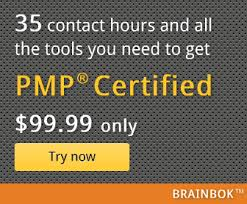 35 contact hours and all
the tools you need to get
PMP® Certified
$99.99 only
Try now
BRAINBOK™